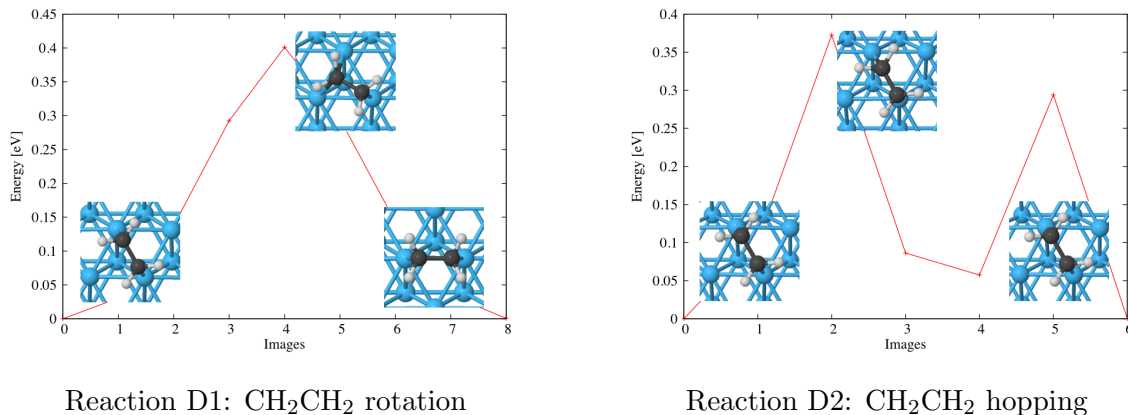 0.45
0.4
0.35
0.3
0.25
0.2
0.15
0.1
0.05
0
Energy [eV]
0 1 2 3 4 5 6 7 8
Images
Reaction D1: CH₂CH₂ rotation
0.4
0.35
0.3
0.25
0.2
0.15
0.1
0.05
0
Energy [eV]
0 1 2 3 4 5 6
Images
Reaction D2: CH₂CH₂ hopping